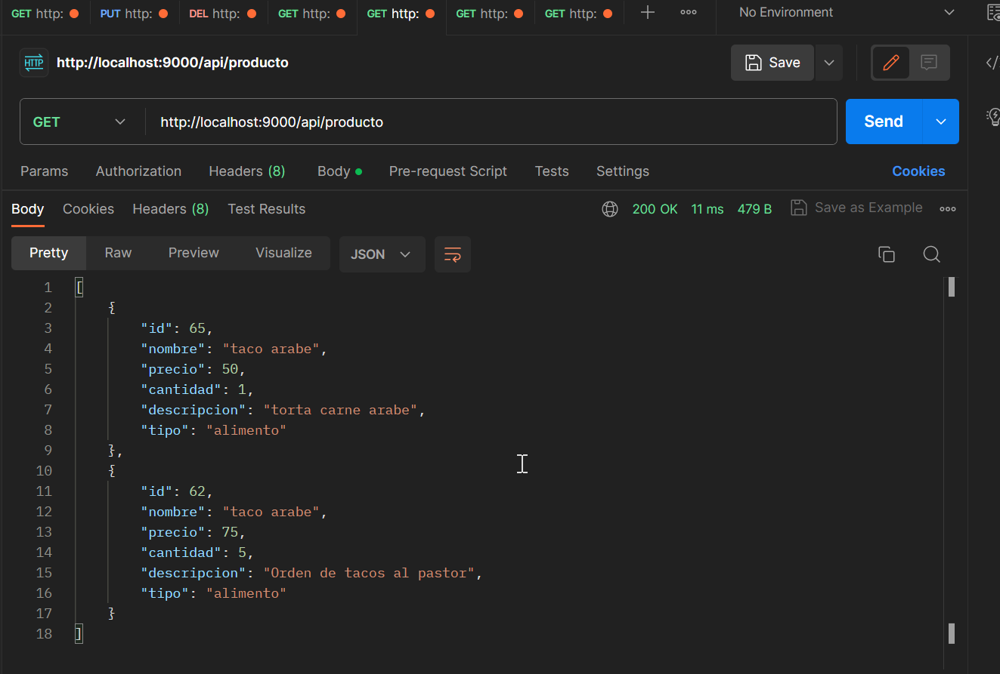 GET http: PUT http: DEL http: GET http: GET http: GET http: GET http: No Environment
HTTP http://localhost:9000/api/producto Save
GET http://localhost:9000/api/producto Send
Params Authorization Headers (8) Body Pre-request Script Tests Settings Cookies
Body Cookies Headers (8) Test Results 200 OK 11 ms 479 B Save as Example
Pretty Raw Preview Visualize JSON
1 [
2 {
3 "id": 65,
4 "nombre": "taco arabe",
5 "precio": 50,
6 "cantidad": 1,
7 "descripcion": "torta carne arabe",
8 "tipo": "alimento"
9 },
10 {
11 "id": 62,
12 "nombre": "taco arabe",
13 "precio": 75,
14 "cantidad": 5,
15 "descripcion": "Orden de tacos al pastor",
16 "tipo": "alimento"
17 }
18 ]